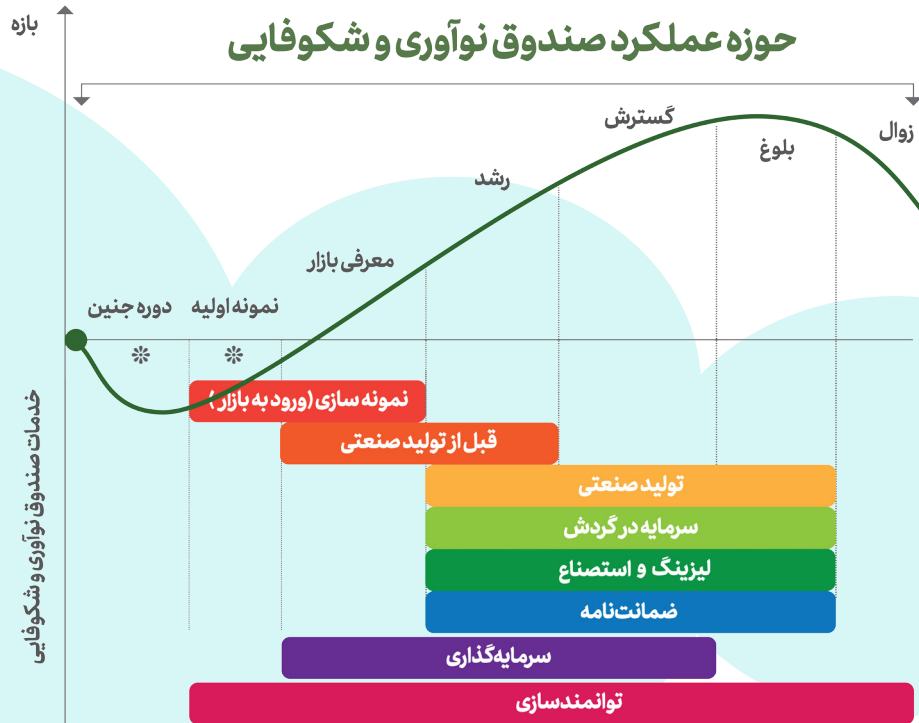 حوزه عملکرد صندوق نوآوری و شکوفایی
بازه
زوال
گسترش
بلوغ
رشد
معرفی بازار
نمونه اولیه
دوره جنین
نمونه سازی (ورود به بازار )
قبل از تولید صنعتی
تولید صنعتی
سرمایه در گردش
لیزینگ و استصناع
ضمانت‌نامه
سرمایه‌گذاری
توانمندسازی
خدمات صندوق نوآوری و شکوفایی